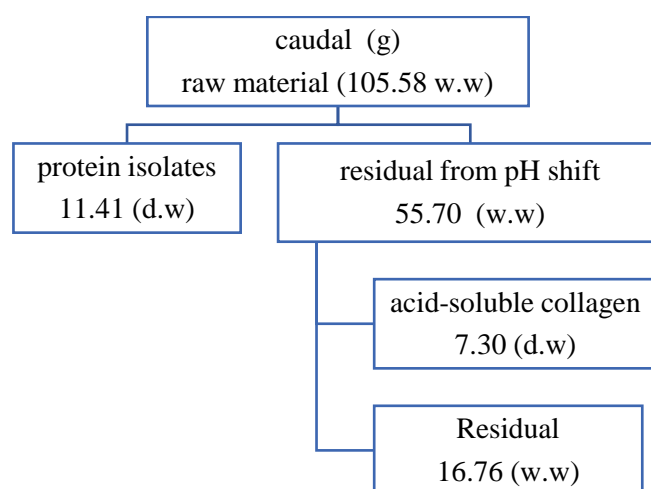 caudal (g)
raw material (105.58 w.w)
protein isolates
11.41 (d.w)
residual from pH shift
55.70 (w.w)
acid-soluble collagen
7.30 (d.w)
Residual
16.76 (w.w)